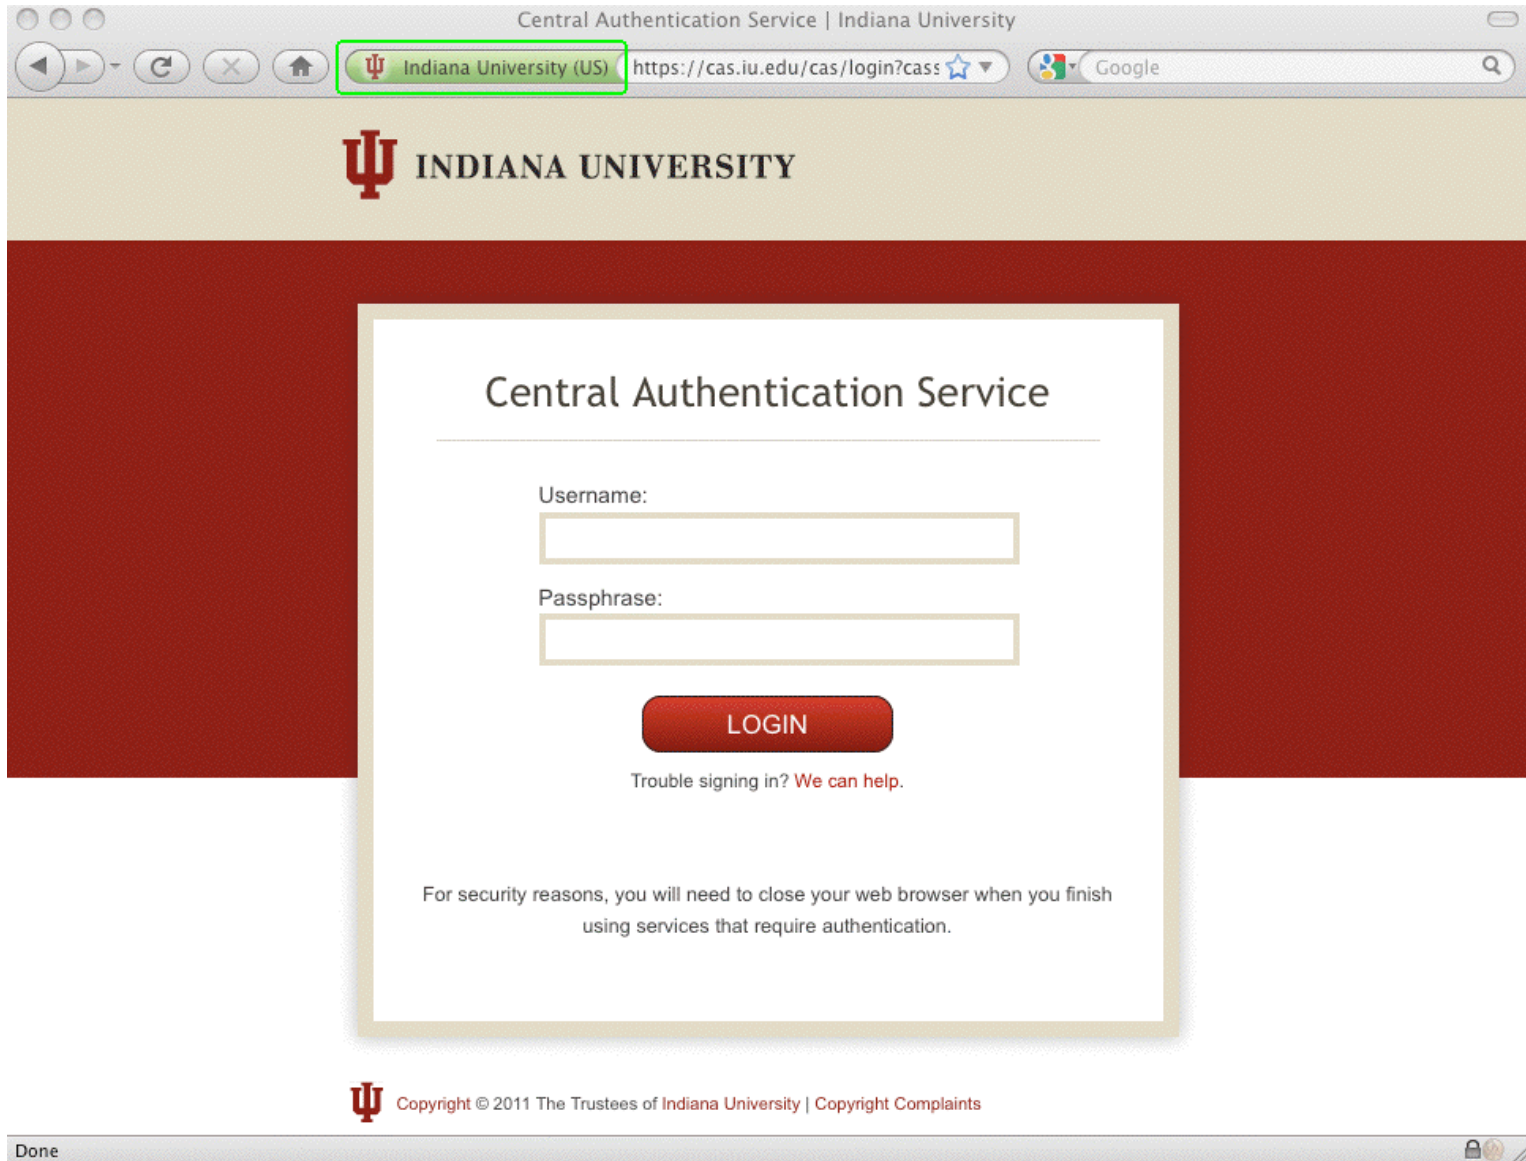 Central Authentication Service | Indiana University
Indiana University (US) https://cas.iu.edu/cas/login?cass Google
INDIANA UNIVERSITY
Central Authentication Service
Username:
Passphrase:
LOGIN
Trouble signing in? We can help.
For security reasons, you will need to close your web browser when you finish
using services that require authentication.
Copyright © 2011 The Trustees of Indiana University | Copyright Complaints
Done